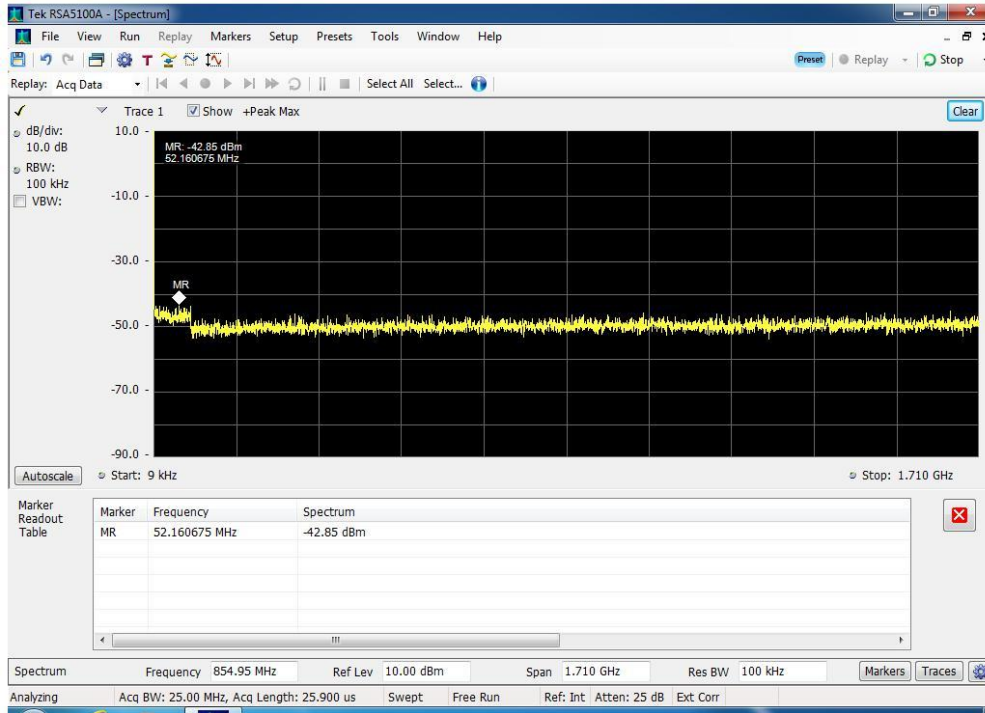 Tek RSA5100A - [Spectrum]
File View Run Replay Markers Setup Presets Tools Window Help
T Preset Replay Stop
Replay: Acq Data Select All Select...
Trace 1 Show +Peak Max Clear
dB/div:
10.0 dB
RBW:
100 kHz
VBW:
10.0
MR: -42.85 dBm
52.160675 MHz
-10.0
-30.0
MR
-50.0
-70.0
-90.0
Autoscale Start: 9 kHz Stop: 1.710 GHz
Marker
Readout
Table
Marker Frequency Spectrum
MR 52.160675 MHz -42.85 dBm
Spectrum Frequency 854.95 MHz Ref Lev 10.00 dBm Span 1.710 GHz Res BW 100 kHz Markers Traces
Analyzing Acq BW: 25.00 MHz, Acq Length: 25.900 us Swept Free Run Ref: Int Atten: 25 dB Ext Corr